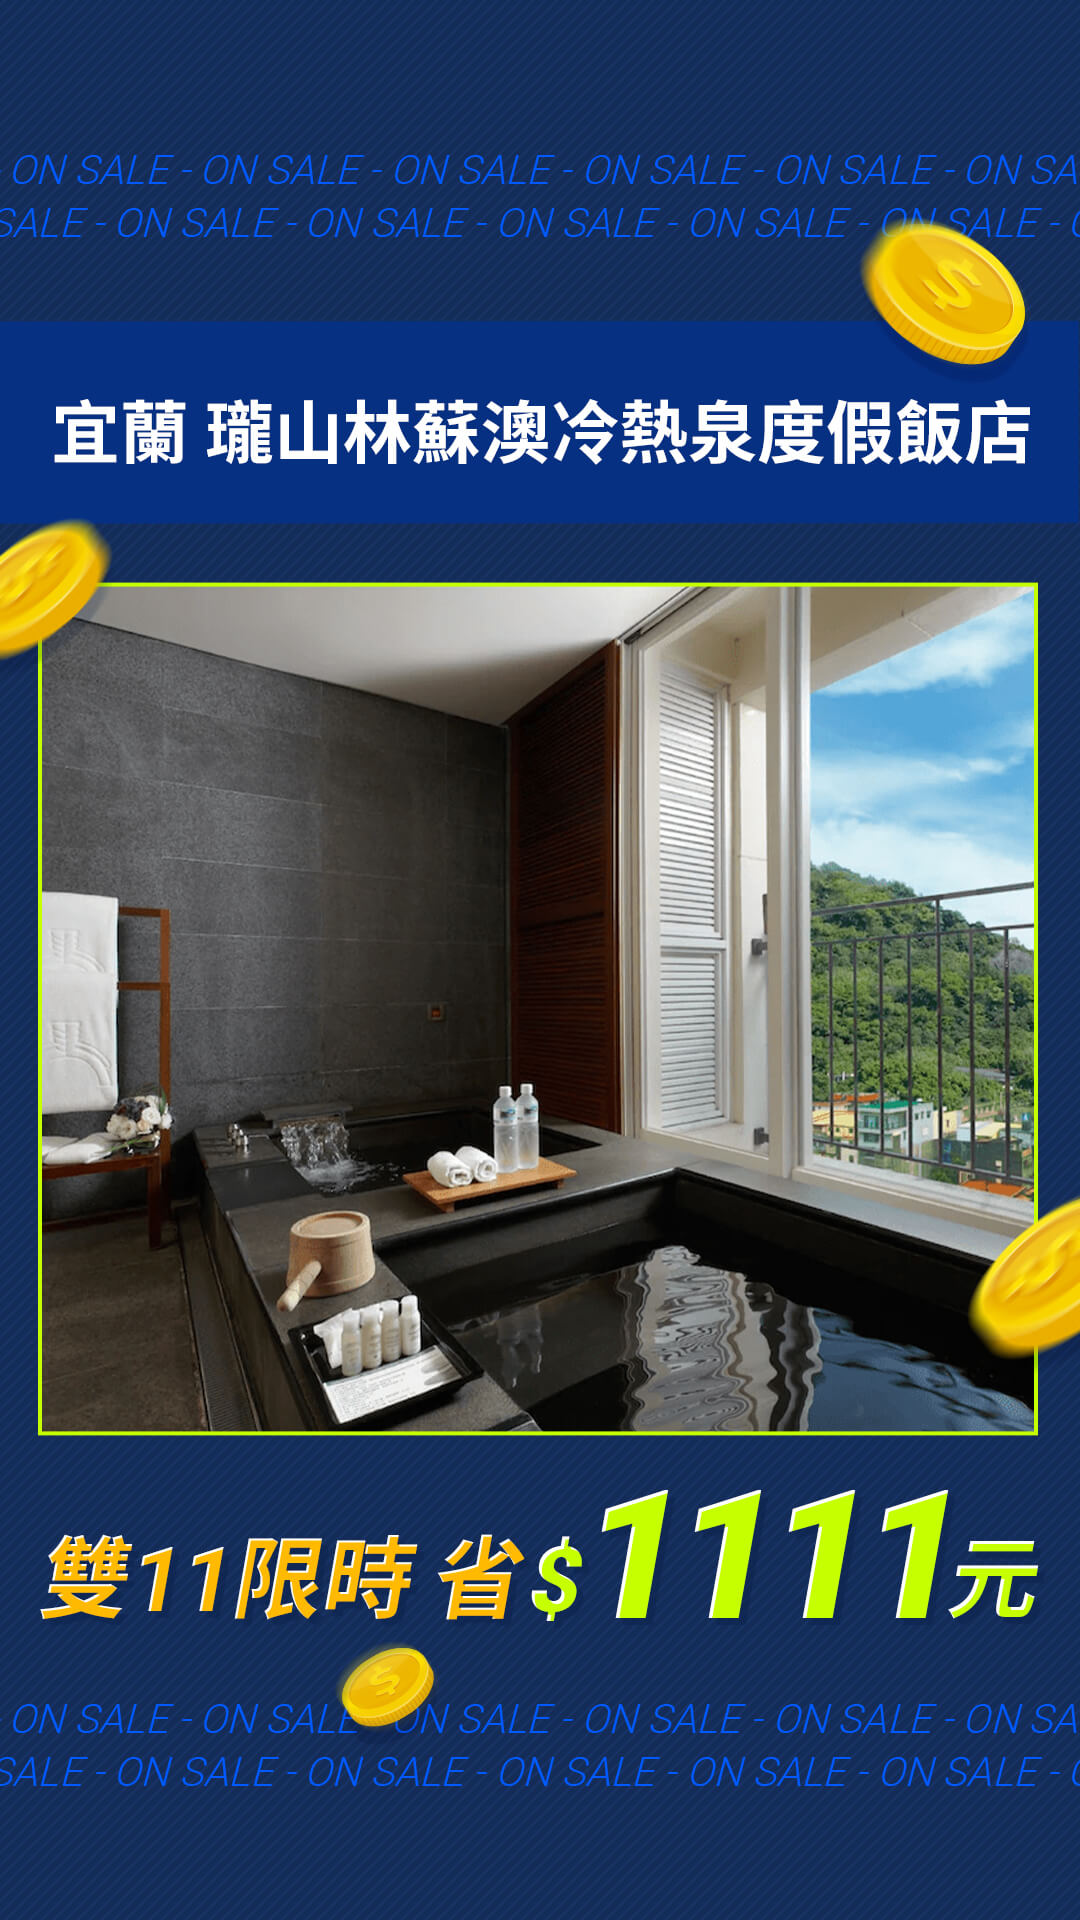 - ON SALE - ON SALE - ON SALE - ON SALE - ON SALE - ON SA
SALE - ON SALE - ON SALE - ON SALE - ON SALE - ON SALE -
宜蘭 瓏山林蘇澳冷熱泉度假飯店
雙11限時 省$1111元
- ON SALE - ON SALE - ON SALE - ON SALE - ON SALE - ON SA
SALE - ON SALE - ON SALE - ON SALE - ON SALE - ON SALE -